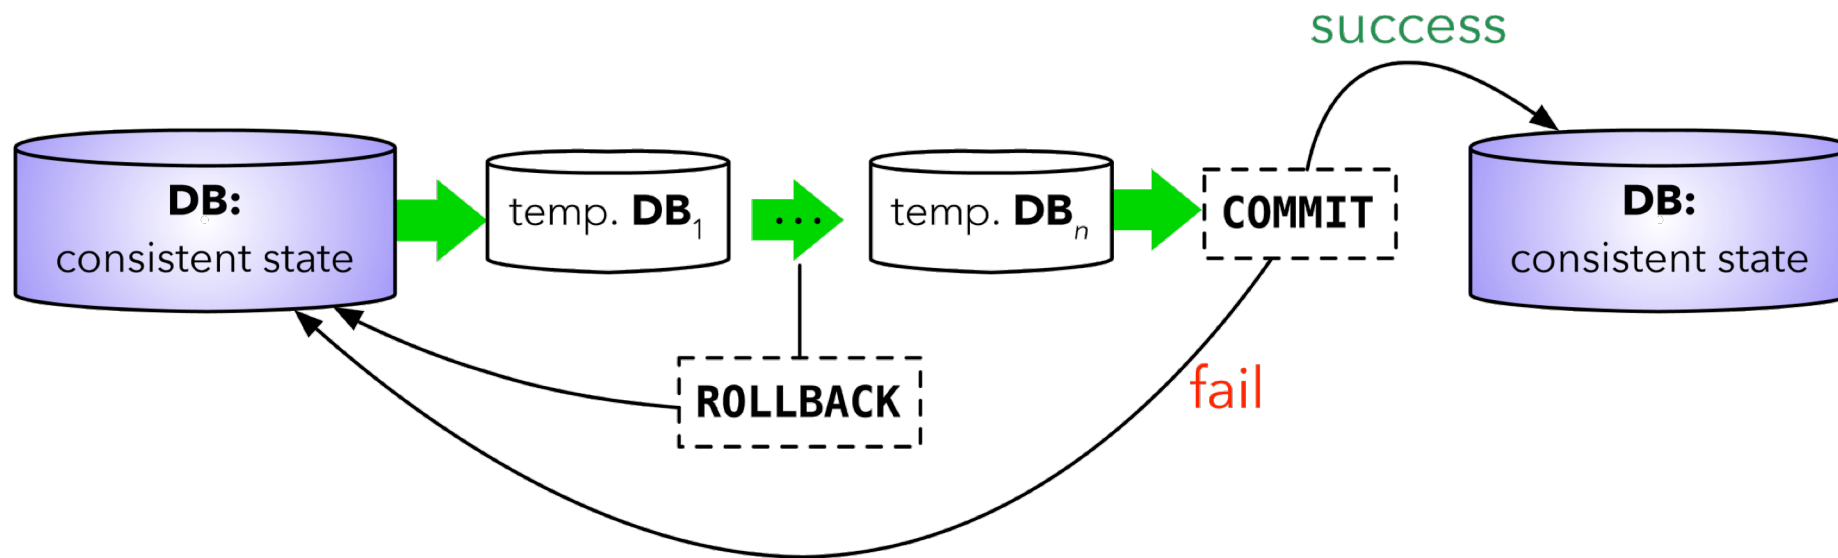 success
DB:
consistent state
temp. DB1
...
temp. DBn
COMMIT
DB:
consistent state
ROLLBACK
fail